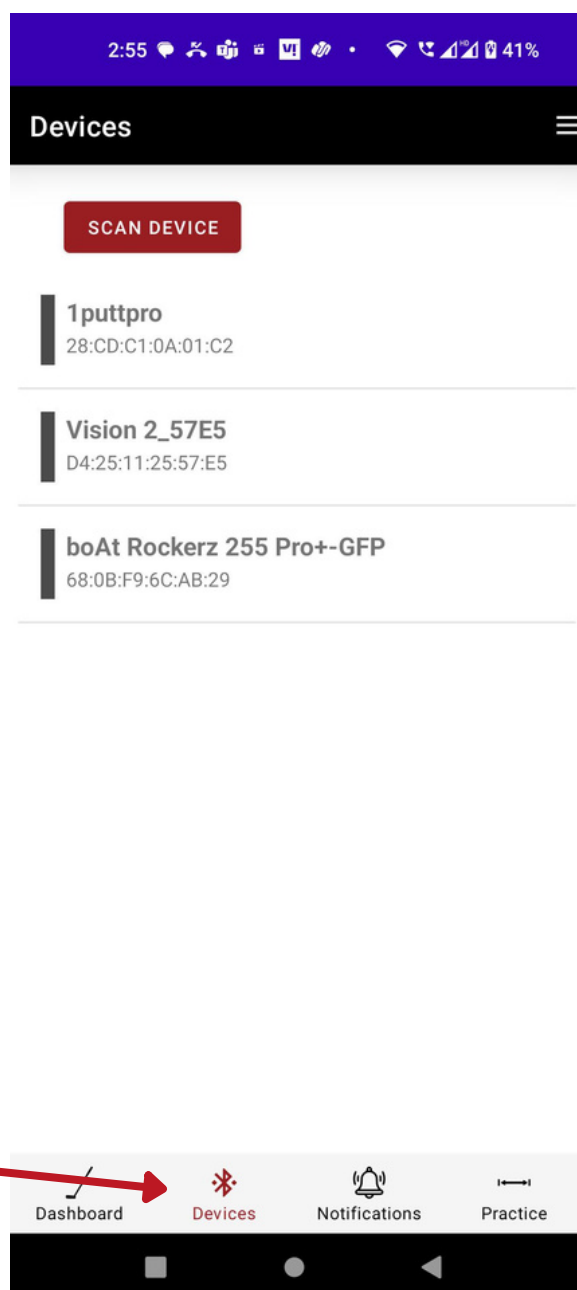 2:55 41%
Devices
SCAN DEVICE
1puttpro
28:CD:C1:0A:01:C2
Vision 2_57E5
D4:25:11:25:57:E5
boAt Rockerz 255 Pro+-GFP
68:0B:F9:6C:AB:29
Dashboard Devices Notifications Practice